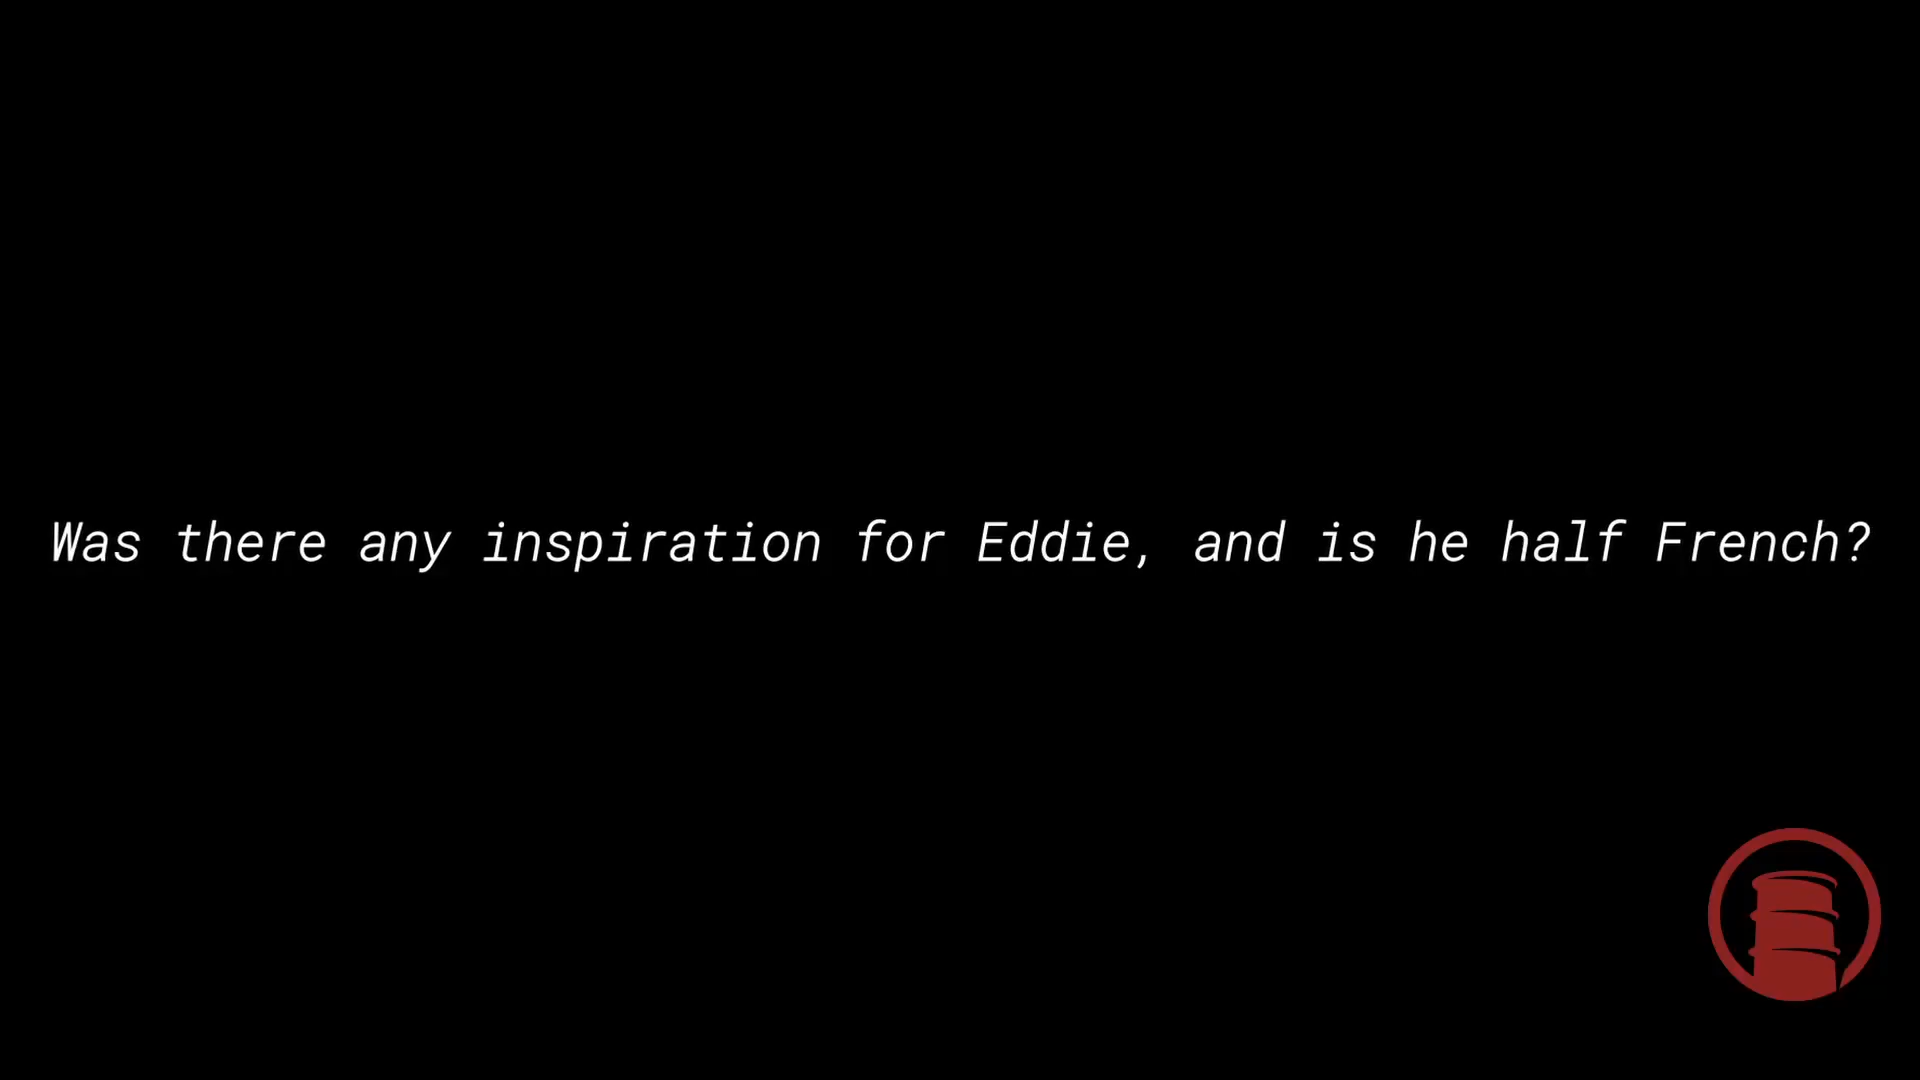 Was there any inspiration for Eddie, and is he half French?